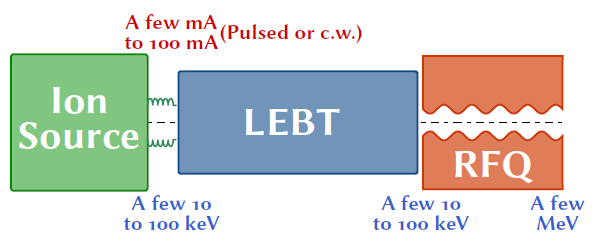 A few mA
to 100 mA
(Pulsed or c.w.)
Ion
Source
LEBT
RFQ
A few 10
to 100 keV
A few 10
to 100 keV
A few
MeV